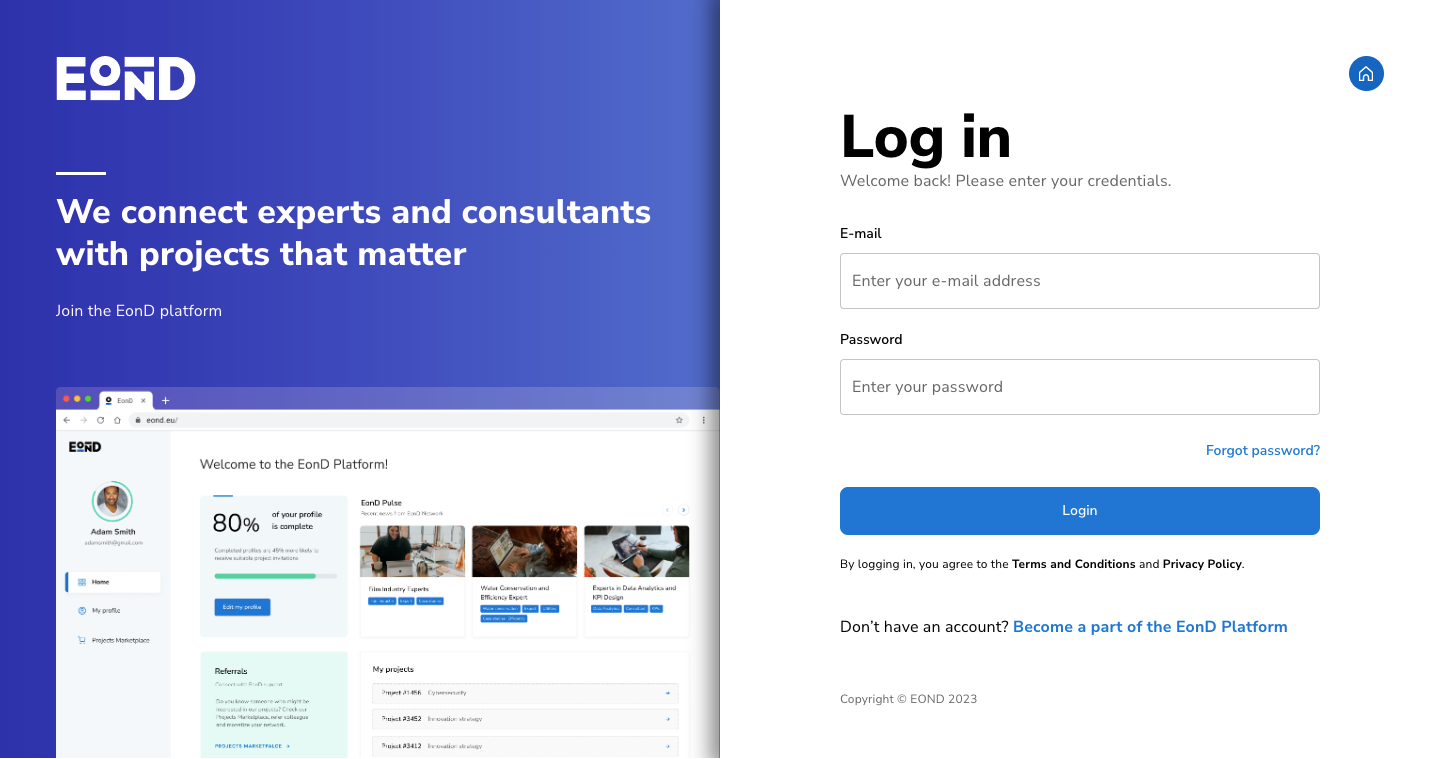 EOND
We connect experts and consultants
with projects that matter
Join the EonD platform
EonD
eond.eu/
EOND
Adam Smith
adamsmith@gmail.com
Home
My profile
Projects Marketplace
Welcome to the EonD Platform!
80%
of your profile
is complete
Completed profiles are 45% more likely to
receive suitable project invitations
Edit my profile
EonD Pulse
Recent news from EonD Network
Film Industry Experts
Water Conservation and
Efficiency Expert
Experts in Data Analytics and
KPI Design
Referrals
Connect with EonD support
Do you know someone who might be
interested in our projects? Check our
Projects Marketplace, refer colleague
and monetize your network.
My projects
Project #1456 Cybersecurity
Project #3452 Innovation strategy
Project #3412 Innovation strategy
Log in
Welcome back! Please enter your credentials.
E-mail
Enter your e-mail address
Password
Enter your password
Forgot password?
Login
By logging in, you agree to the Terms and Conditions and Privacy Policy.
Don't have an account? Become a part of the EonD Platform
Copyright © EOND 2023